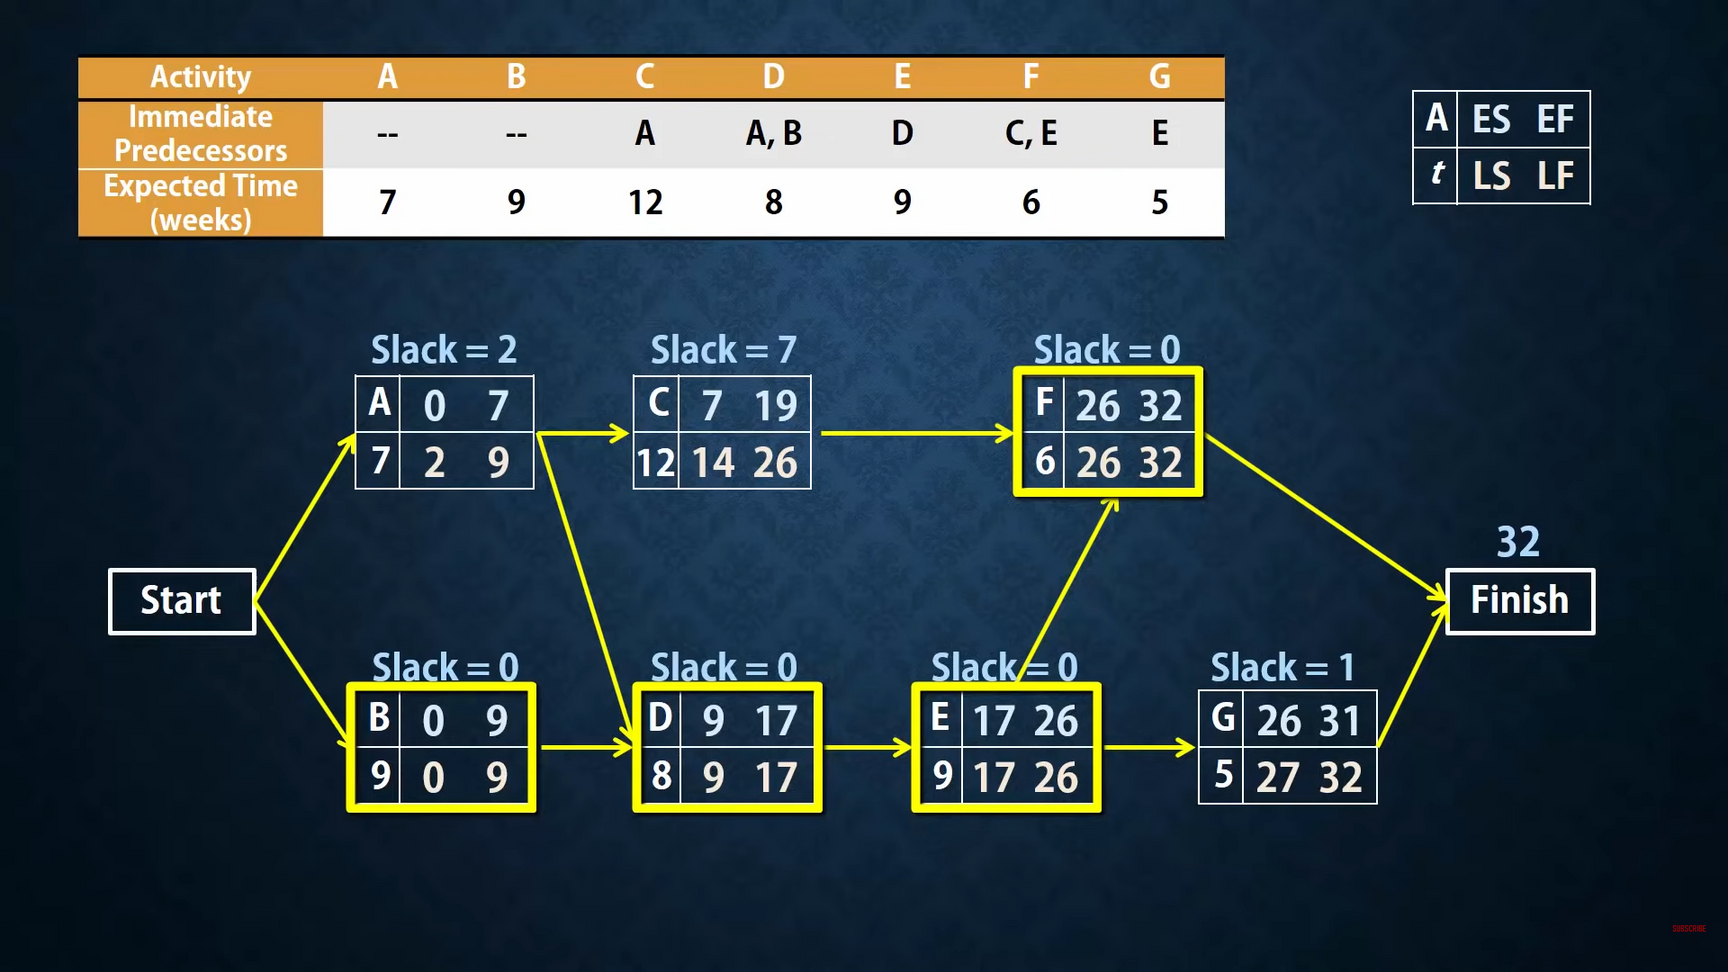 Activity A B C D E F G
Immediate Predecessors -- -- A A, B D C, E E
Expected Time (weeks) 7 9 12 8 9 6 5
A ES EF
t LS LF
Slack = 2 Slack = 7 Slack = 0
A 0 7 C 7 19 F 26 32
7 2 9 12 14 26 6 26 32
32
Start Finish
Slack = 0 Slack = 0 Slack = 0 Slack = 1
B 0 9 D 9 17 E 17 26 G 26 31
9 0 9 8 9 17 9 17 26 5 27 32
SUBSCRIBE